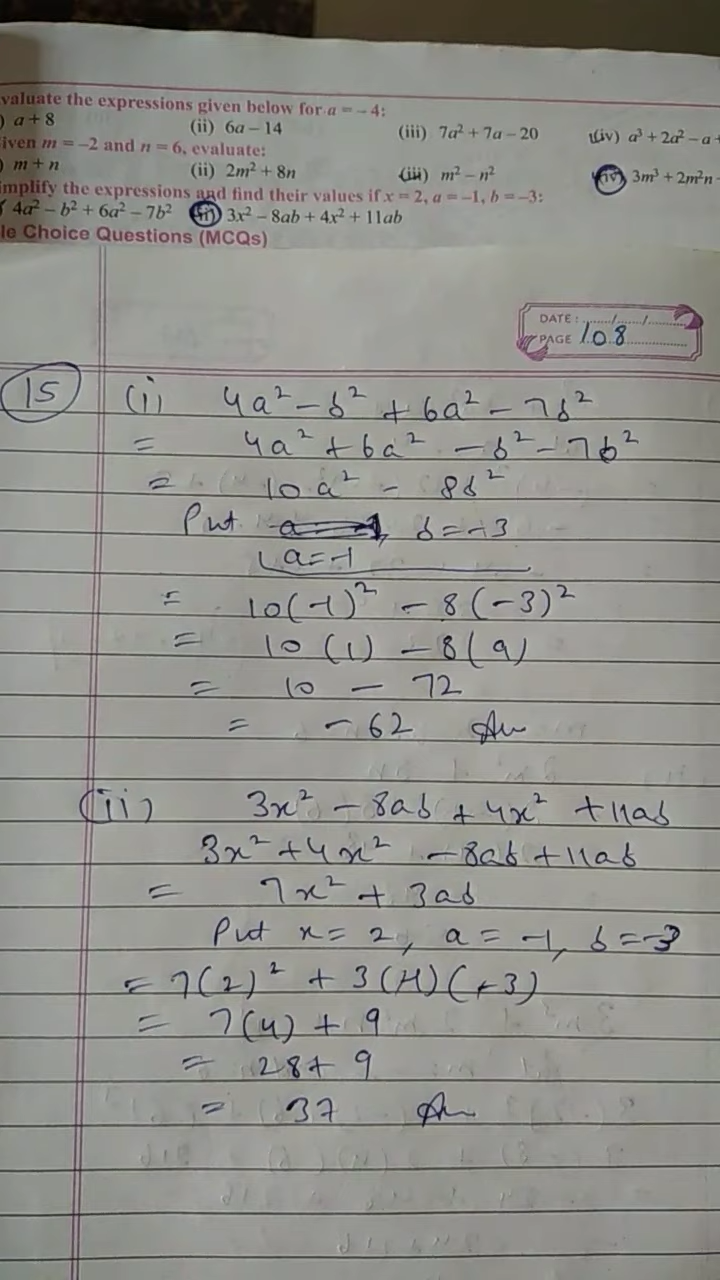 valuate the expressions given below for a = – 4:
) a + 8 (ii) 6a – 14 (iii) 7a² + 7a – 20 (iv) a³ + 2a² – a +
iven m = –2 and n = 6, evaluate:
) m + n (ii) 2m² + 8n (iii) m² – n² (iv) 3m³ + 2m²n
implify the expressions and find their values if x = 2, a = –1, b = –3:
4a² – b² + 6a² – 7b² (ii) 3x² – 8ab + 4x² + 11ab
le Choice Questions (MCQs)
DATE : ......../......../...........
PAGE 108
15 (i) 4a² – b² + 6a² – 7b²
= 4a² + 6a² – b² – 7b²
= 10a² – 8b²
Put b = –3
a = –1
= 10(–1)² – 8(–3)²
= 10(1) – 8(9)
= 10 – 72
= –62 An
(ii) 3x² – 8ab + 4x² + 11ab
3x² + 4x² – 8ab + 11ab
= 7x² + 3ab
Put x = 2, a = –1, b = –3
= 7(2)² + 3(–1)(–3)
= 7(4) + 9
= 28 + 9
= 37 An